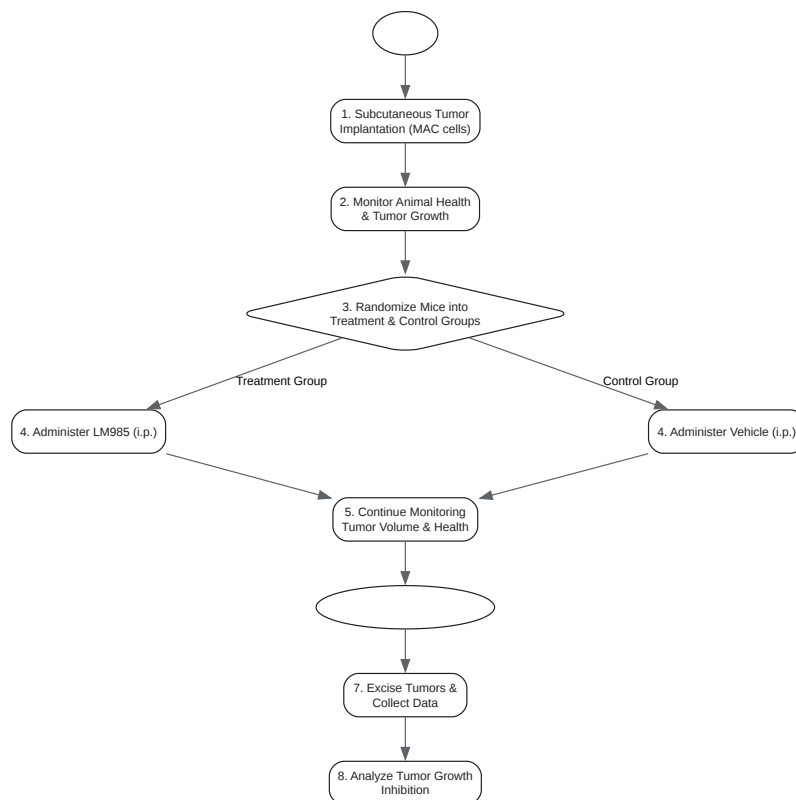 1. Subcutaneous Tumor
Implantation (MAC cells)
2. Monitor Animal Health
& Tumor Growth
3. Randomize Mice into
Treatment & Control Groups
Treatment Group
Control Group
4. Administer LM985 (i.p.)
4. Administer Vehicle (i.p.)
5. Continue Monitoring
Tumor Volume & Health
7. Excise Tumors &
Collect Data
8. Analyze Tumor Growth
Inhibition